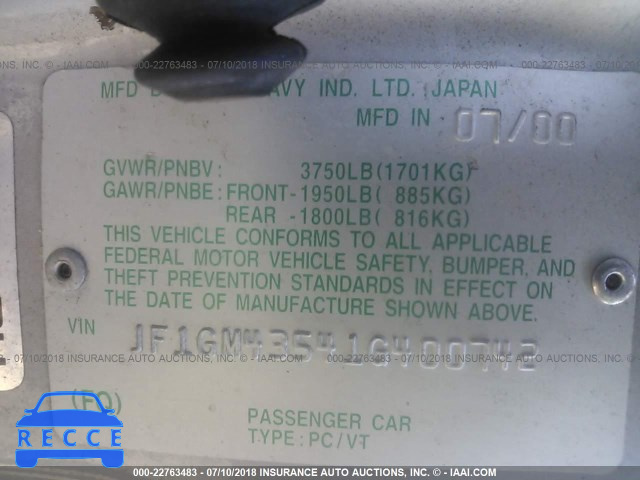 000-22763483 - 07/10/2018 INSURANCE AUTO AUCTIONS, INC. - © IAAI.COM
MFD IND. LTD. JAPAN
MFD IN 07/00
GVWR/PNBV: 3750LB(1701KG)
GAWR/PNBE: FRONT-1950LB( 885KG)
REAR -1800LB( 816KG)
THIS VEHICLE CONFORMS TO ALL APPLICABLE
FEDERAL MOTOR VEHICLE SAFETY, BUMPER, AND
THEFT PREVENTION STANDARDS IN EFFECT ON
THE DATE OF MANUFACTURE SHOWN ABOVE.
VIN JF1GM43541G400742
(FO)
PASSENGER CAR
TYPE:PC/VT
RECCE
000-22763483 - 07/10/2018 INSURANCE AUTO AUCTIONS, INC. - © IAAI.COM